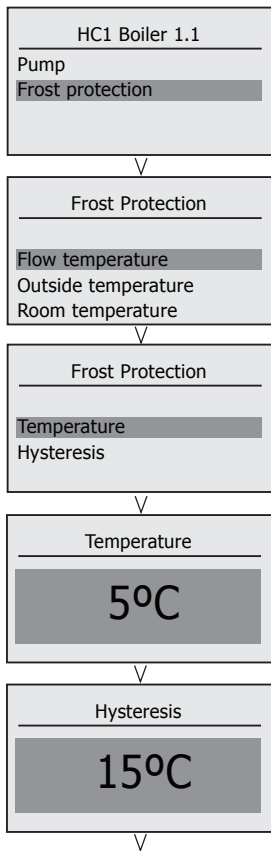 HC1 Boiler 1.1
Pump
Frost protection
Frost Protection
Flow temperature
Outside temperature
Room temperature
Frost Protection
Temperature
Hysteresis
Temperature
5ºC
Hysteresis
15ºC